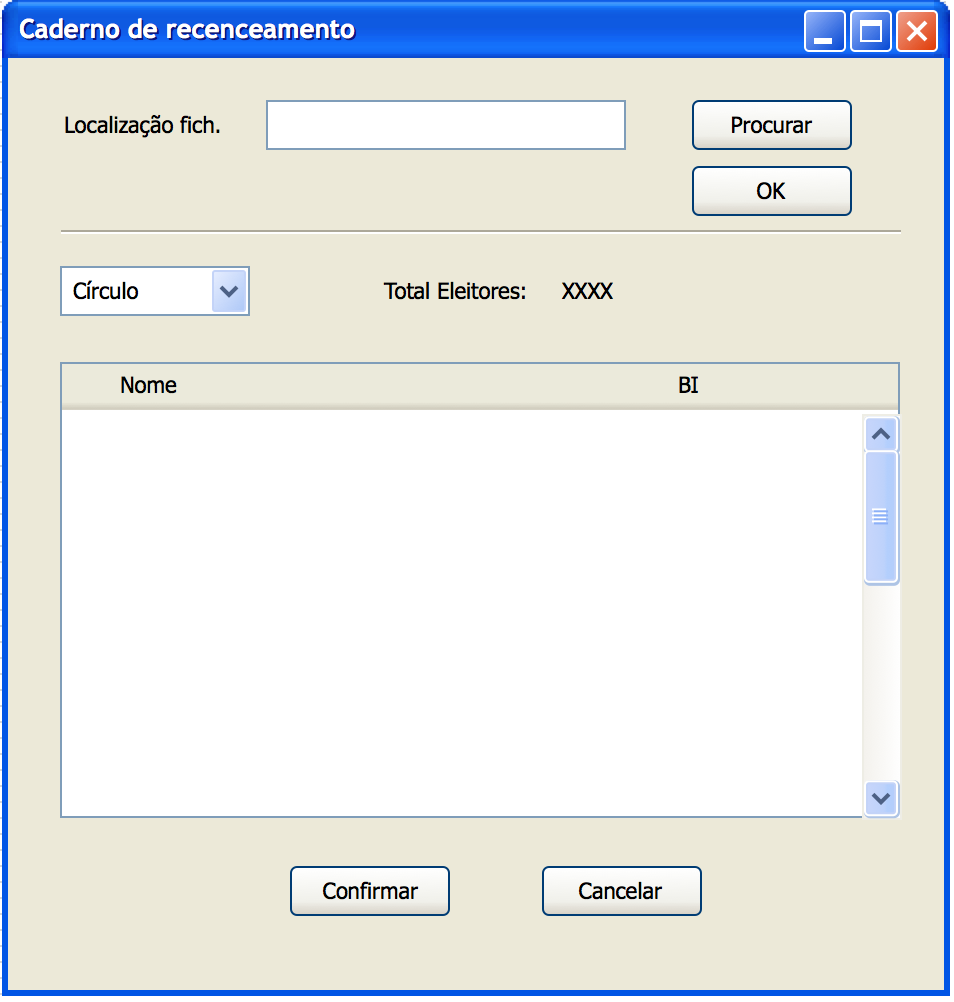 Caderno de recenceamento
Localização fich.
Procurar
OK
Círculo
Total Eleitores: XXXX
Nome BI
Confirmar Cancelar